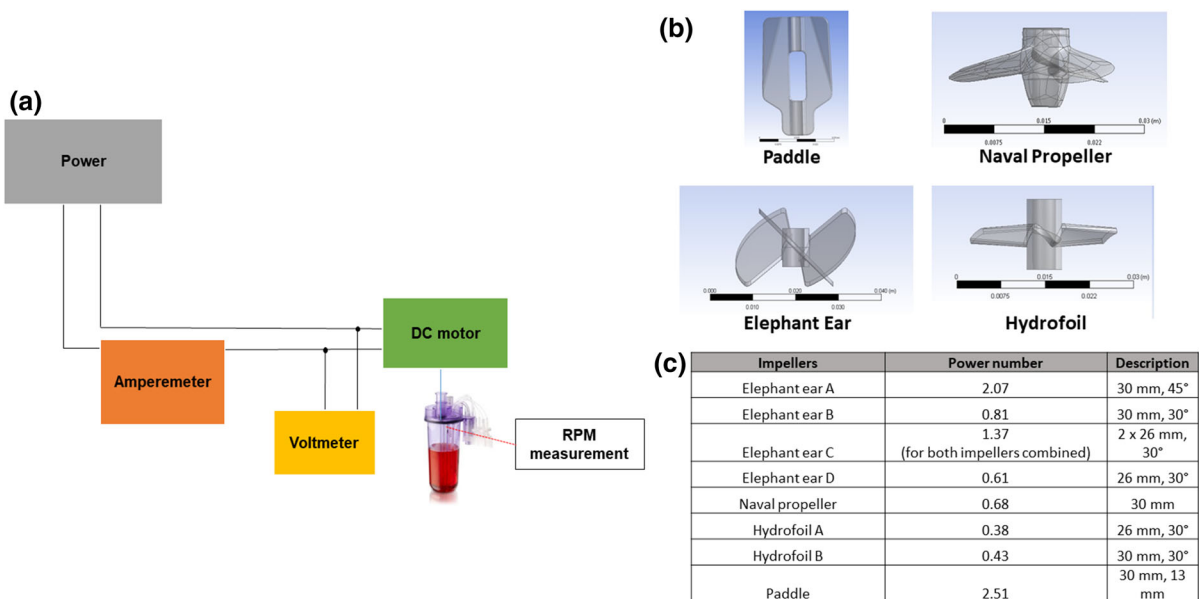 (a)
Power
Amperemeter
Voltmeter
DC motor
RPM
measurement
(b)
Paddle
0 0.015 0.03 (m)
0.0075 0.022
Naval Propeller
0.000 0.020 0.040 (m)
0.010 0.030
Elephant Ear
0 0.015 0.03 (m)
0.0075 0.022
Hydrofoil
(c)
Impellers Power number Description
Elephant ear A 2.07 30 mm, 45°
Elephant ear B 0.81 30 mm, 30°
Elephant ear C 1.37 (for both impellers combined) 2 x 26 mm, 30°
Elephant ear D 0.61 26 mm, 30°
Naval propeller 0.68 30 mm
Hydrofoil A 0.38 26 mm, 30°
Hydrofoil B 0.43 30 mm, 30°
Paddle 2.51 30 mm, 13 mm